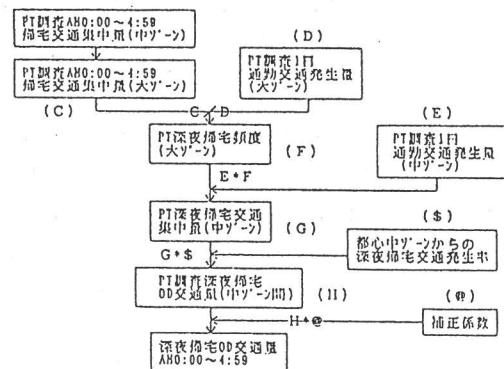 PT調査AM0:00～4:59
帰宅交通集中量(中ゾーン)
PT調査AM0:00～4:59
帰宅交通集中量(大ゾーン)
(C)
(D)
PT調査1日
通勤交通発生量
(大ゾーン)
C / D
PT深夜帰宅頻度
(大ゾーン)
(F)
(E)
PT調査1日
通勤交通発生量
(中ゾーン)
E*F
PT深夜帰宅交通
集中量(中ゾーン)
(G)
($)
都心中ゾーンからの
深夜帰宅交通発生率
G*$
PT調査深夜帰宅
OD交通量(中ゾーン間)
(H)
(@)
補正係数
H*@
深夜帰宅OD交通量
AM0:00～4:59